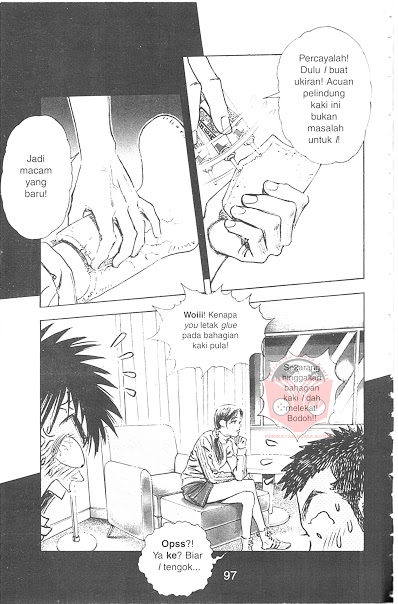 Percayalah!
Dulu I buat
ukiran! Acuan
pelindung
kaki ini
bukan
masalah
untuk I!
Jadi
macam
yang
baru!
Woiii! Kenapa
you letak glue
pada bahagian
kaki pula!
Sekarang
hinggakan
bahagian
kaki I dah
melekat!
Bodoh!!
Opss?!
Ya ke? Biar
I tengok...
97